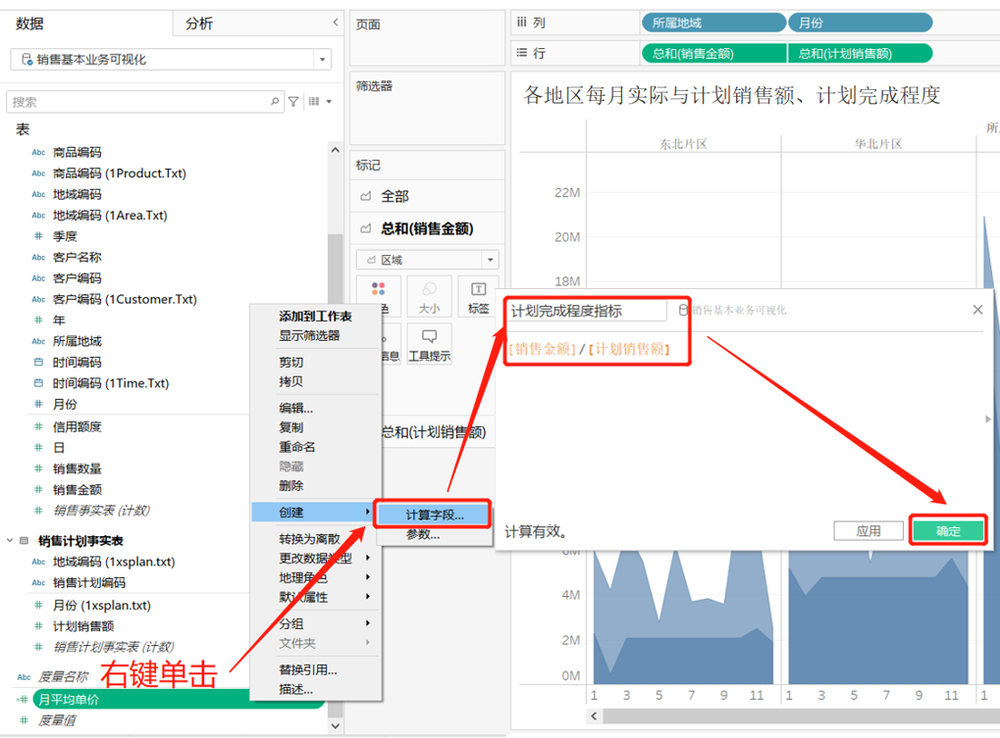 数据
分析
销售基本业务可视化
搜索
表
Abc 商品编码
Abc 商品编码 (1Product.Txt)
Abc 地域编码
Abc 地域编码 (1Area.Txt)
# 季度
Abc 客户名称
Abc 客户编码
Abc 客户编码 (1Customer.Txt)
# 年
Abc 所属地域
时间编码
时间编码 (1Time.Txt)
# 月份
# 信用额度
# 日
# 销售数量
# 销售金额
# 销售事实表 (计数)
销售计划事实表
Abc 地域编码 (1xsplan.txt)
Abc 销售计划编码
# 月份 (1xsplan.txt)
# 计划销售额
# 销售计划事实表 (计数)
Abc 度量名称
# 月平均单价
# 度量值
右键单击
添加到工作表
显示筛选器
剪切
拷贝
编辑...
复制
重命名
隐藏
删除
创建
转换为离散
更改数据类型
地理角色
默认属性
分组
文件夹
替换引用...
描述...
计算字段...
参数...
页面
筛选器
标记
全部
总和(销售金额)
区域
色
大小
标签
信息
工具提示
总和(计划销售额)
列
所属地域
月份
行
总和(销售金额)
总和(计划销售额)
各地区每月实际与计划销售额、计划完成程度
所
东北片区
华北片区
22M
20M
18M
计划完成程度指标
销售基本业务可视化
[销售金额]/[计划销售额]
计算有效。
应用
确定
6M
4M
2M
0M
1 3 5 7 9 11 1 3 5 7 9 11 1